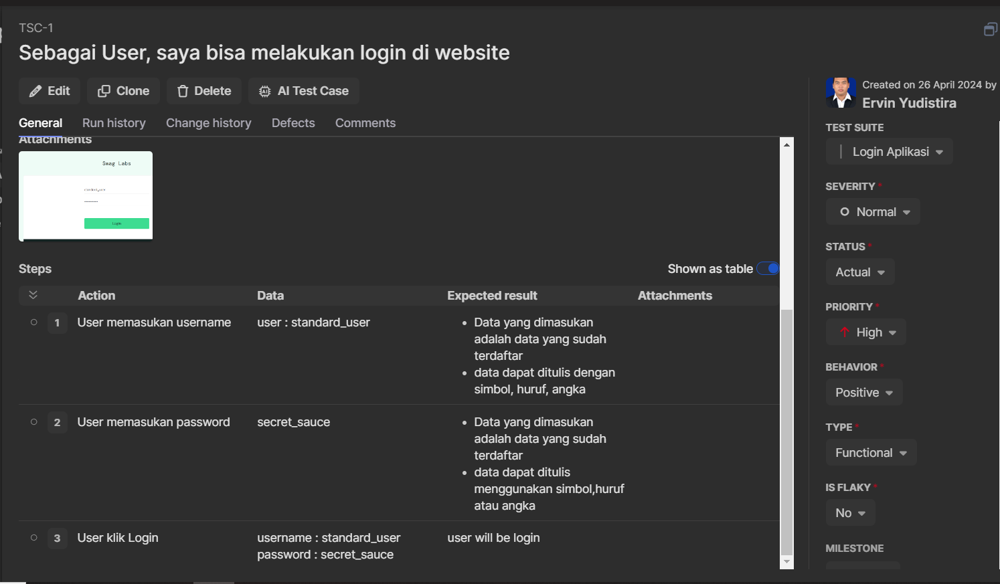 TSC-1
Sebagai User, saya bisa melakukan login di website
Edit
Clone
Delete
AI Test Case
Created on 26 April 2024 by
Ervin Yudistira
General
Run history
Change history
Defects
Comments
Attachments
Swag Labs
standard_user
Login
Steps
Shown as table
Action
Data
Expected result
Attachments
1
User memasukan username
user : standard_user
Data yang dimasukan
adalah data yang sudah
terdaftar
data dapat ditulis dengan
simbol, huruf, angka
2
User memasukan password
secret_sauce
Data yang dimasukan
adalah data yang sudah
terdaftar
data dapat ditulis
menggunakan simbol,huruf
atau angka
3
User klik Login
username : standard_user
password : secret_sauce
user will be login
TEST SUITE
Login Aplikasi
SEVERITY *
Normal
STATUS *
Actual
PRIORITY *
High
BEHAVIOR *
Positive
TYPE *
Functional
IS FLAKY *
No
MILESTONE